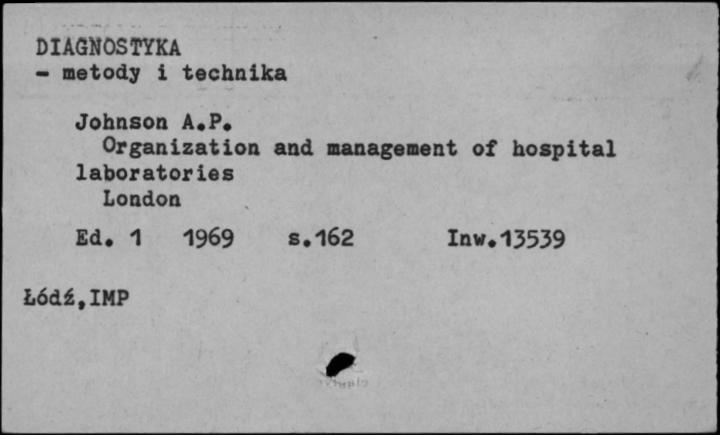 DIAGNOSTYKA
- metody i technika
Johnson A.P.
Organization and management of hospital
laboratories
London
Ed. 1 1969 s.162 Inw.13539
Łódź,IMP